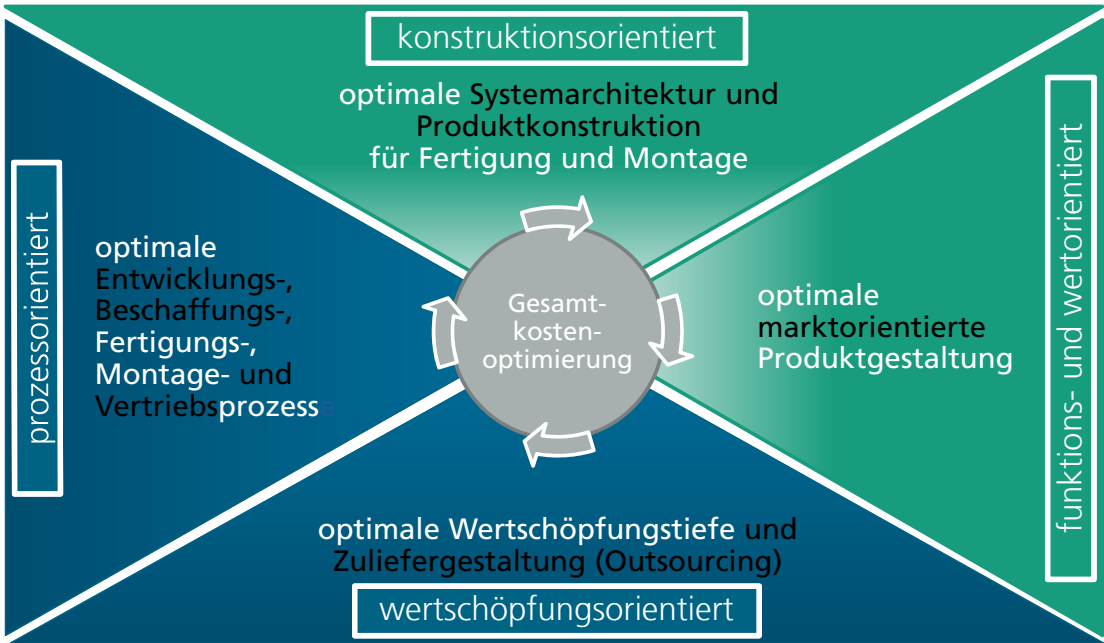 konstruktionsorientiert
optimale Systemarchitektur und
Produktkonstruktion
für Fertigung und Montage
prozessorientiert
optimale
Entwicklungs-,
Beschaffungs-,
Fertigungs-,
Montage- und
Vertriebsprozesse
Gesamt-
kosten-
optimierung
optimale
marktorientierte
Produktgestaltung
funktions- und wertorientiert
optimale Wertschöpfungstiefe und
Zuliefergestaltung (Outsourcing)
wertschöpfungsorientiert